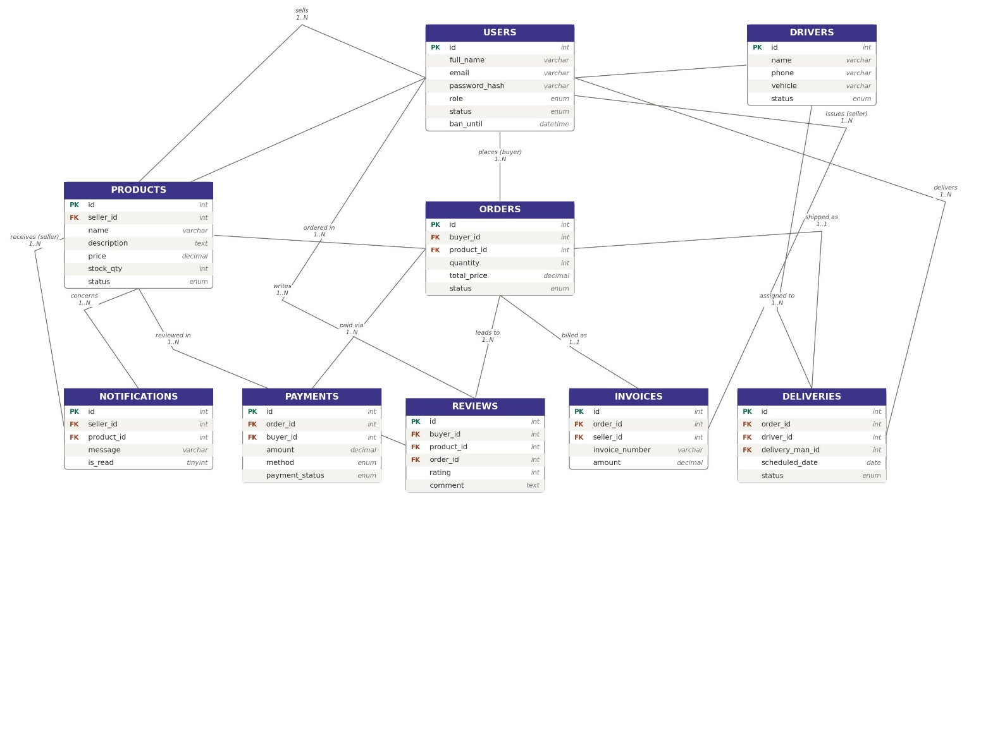 sells
1..N
USERS
PK id int
full_name varchar
email varchar
password_hash varchar
role enum
status enum
ban_until datetime
DRIVERS
PK id int
name varchar
phone varchar
vehicle varchar
status enum
issues (seller)
1..N
places (buyer)
1..N
delivers
1..N
PRODUCTS
PK id int
FK seller_id int
name varchar
description text
price decimal
stock_qty int
status enum
ORDERS
PK id int
FK buyer_id int
FK product_id int
quantity int
total_price decimal
status enum
shipped as
1..1
ordered in
1..N
receives (seller)
1..N
writes
1..N
concerns
1..N
assigned to
1..N
paid via
1..N
reviewed in
1..N
leads to
1..N
billed as
1..1
NOTIFICATIONS
PK id int
FK seller_id int
FK product_id int
message varchar
is_read tinyint
PAYMENTS
PK id int
FK order_id int
FK buyer_id int
amount decimal
method enum
payment_status enum
REVIEWS
PK id int
FK buyer_id int
FK product_id int
FK order_id int
rating int
comment text
INVOICES
PK id int
FK order_id int
FK seller_id int
invoice_number varchar
amount decimal
DELIVERIES
PK id int
FK order_id int
FK driver_id int
FK delivery_man_id int
scheduled_date date
status enum